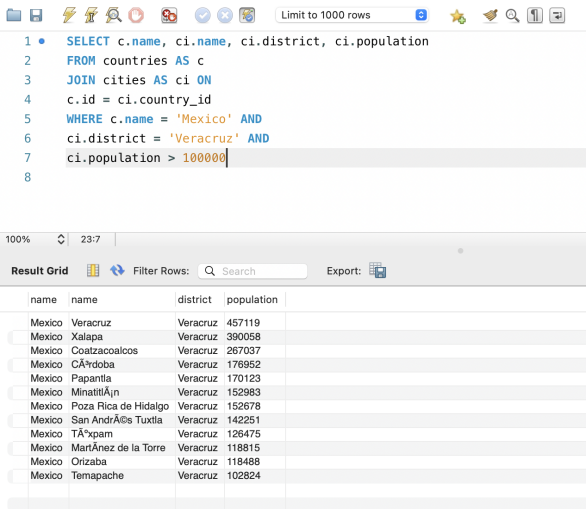 Limit to 1000 rows
1 SELECT c.name, ci.name, ci.district, ci.population
2 FROM countries AS c
3 JOIN cities AS ci ON
4 c.id = ci.country_id
5 WHERE c.name = 'Mexico' AND
6 ci.district = 'Veracruz' AND
7 ci.population > 100000
8
100% 23:7
Result Grid Filter Rows: Search Export:
name name district population
Mexico Veracruz Veracruz 457119
Mexico Xalapa Veracruz 390058
Mexico Coatzacoalcos Veracruz 267037
Mexico CÃ³rdoba Veracruz 176952
Mexico Papantla Veracruz 170123
Mexico MinatitlÃ¡n Veracruz 152983
Mexico Poza Rica de Hidalgo Veracruz 152678
Mexico San AndrÃ©s Tuxtla Veracruz 142251
Mexico TÃºxpam Veracruz 126475
Mexico MartÃnez de la Torre Veracruz 118815
Mexico Orizaba Veracruz 118488
Mexico Temapache Veracruz 102824